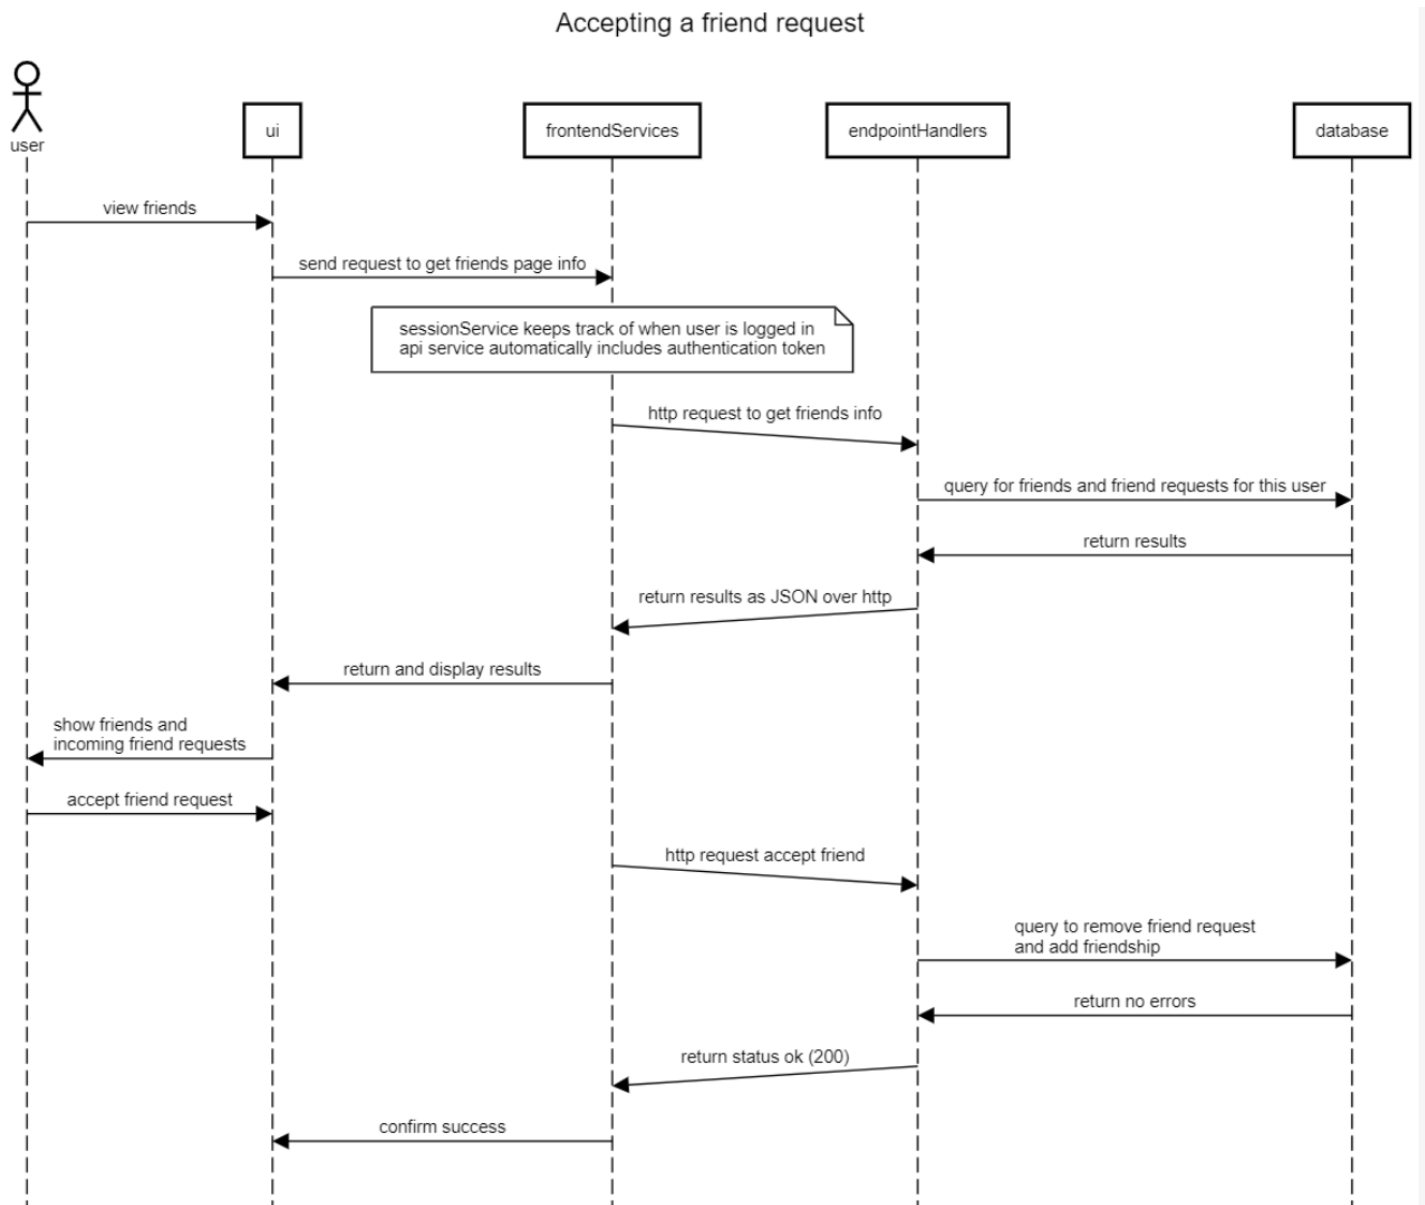 Accepting a friend request
user
ui
frontendServices
endpointHandlers
database
view friends
send request to get friends page info
sessionService keeps track of when user is logged in
api service automatically includes authentication token
http request to get friends info
query for friends and friend requests for this user
return results
return results as JSON over http
return and display results
show friends and
incoming friend requests
accept friend request
http request accept friend
query to remove friend request
and add friendship
return no errors
return status ok (200)
confirm success